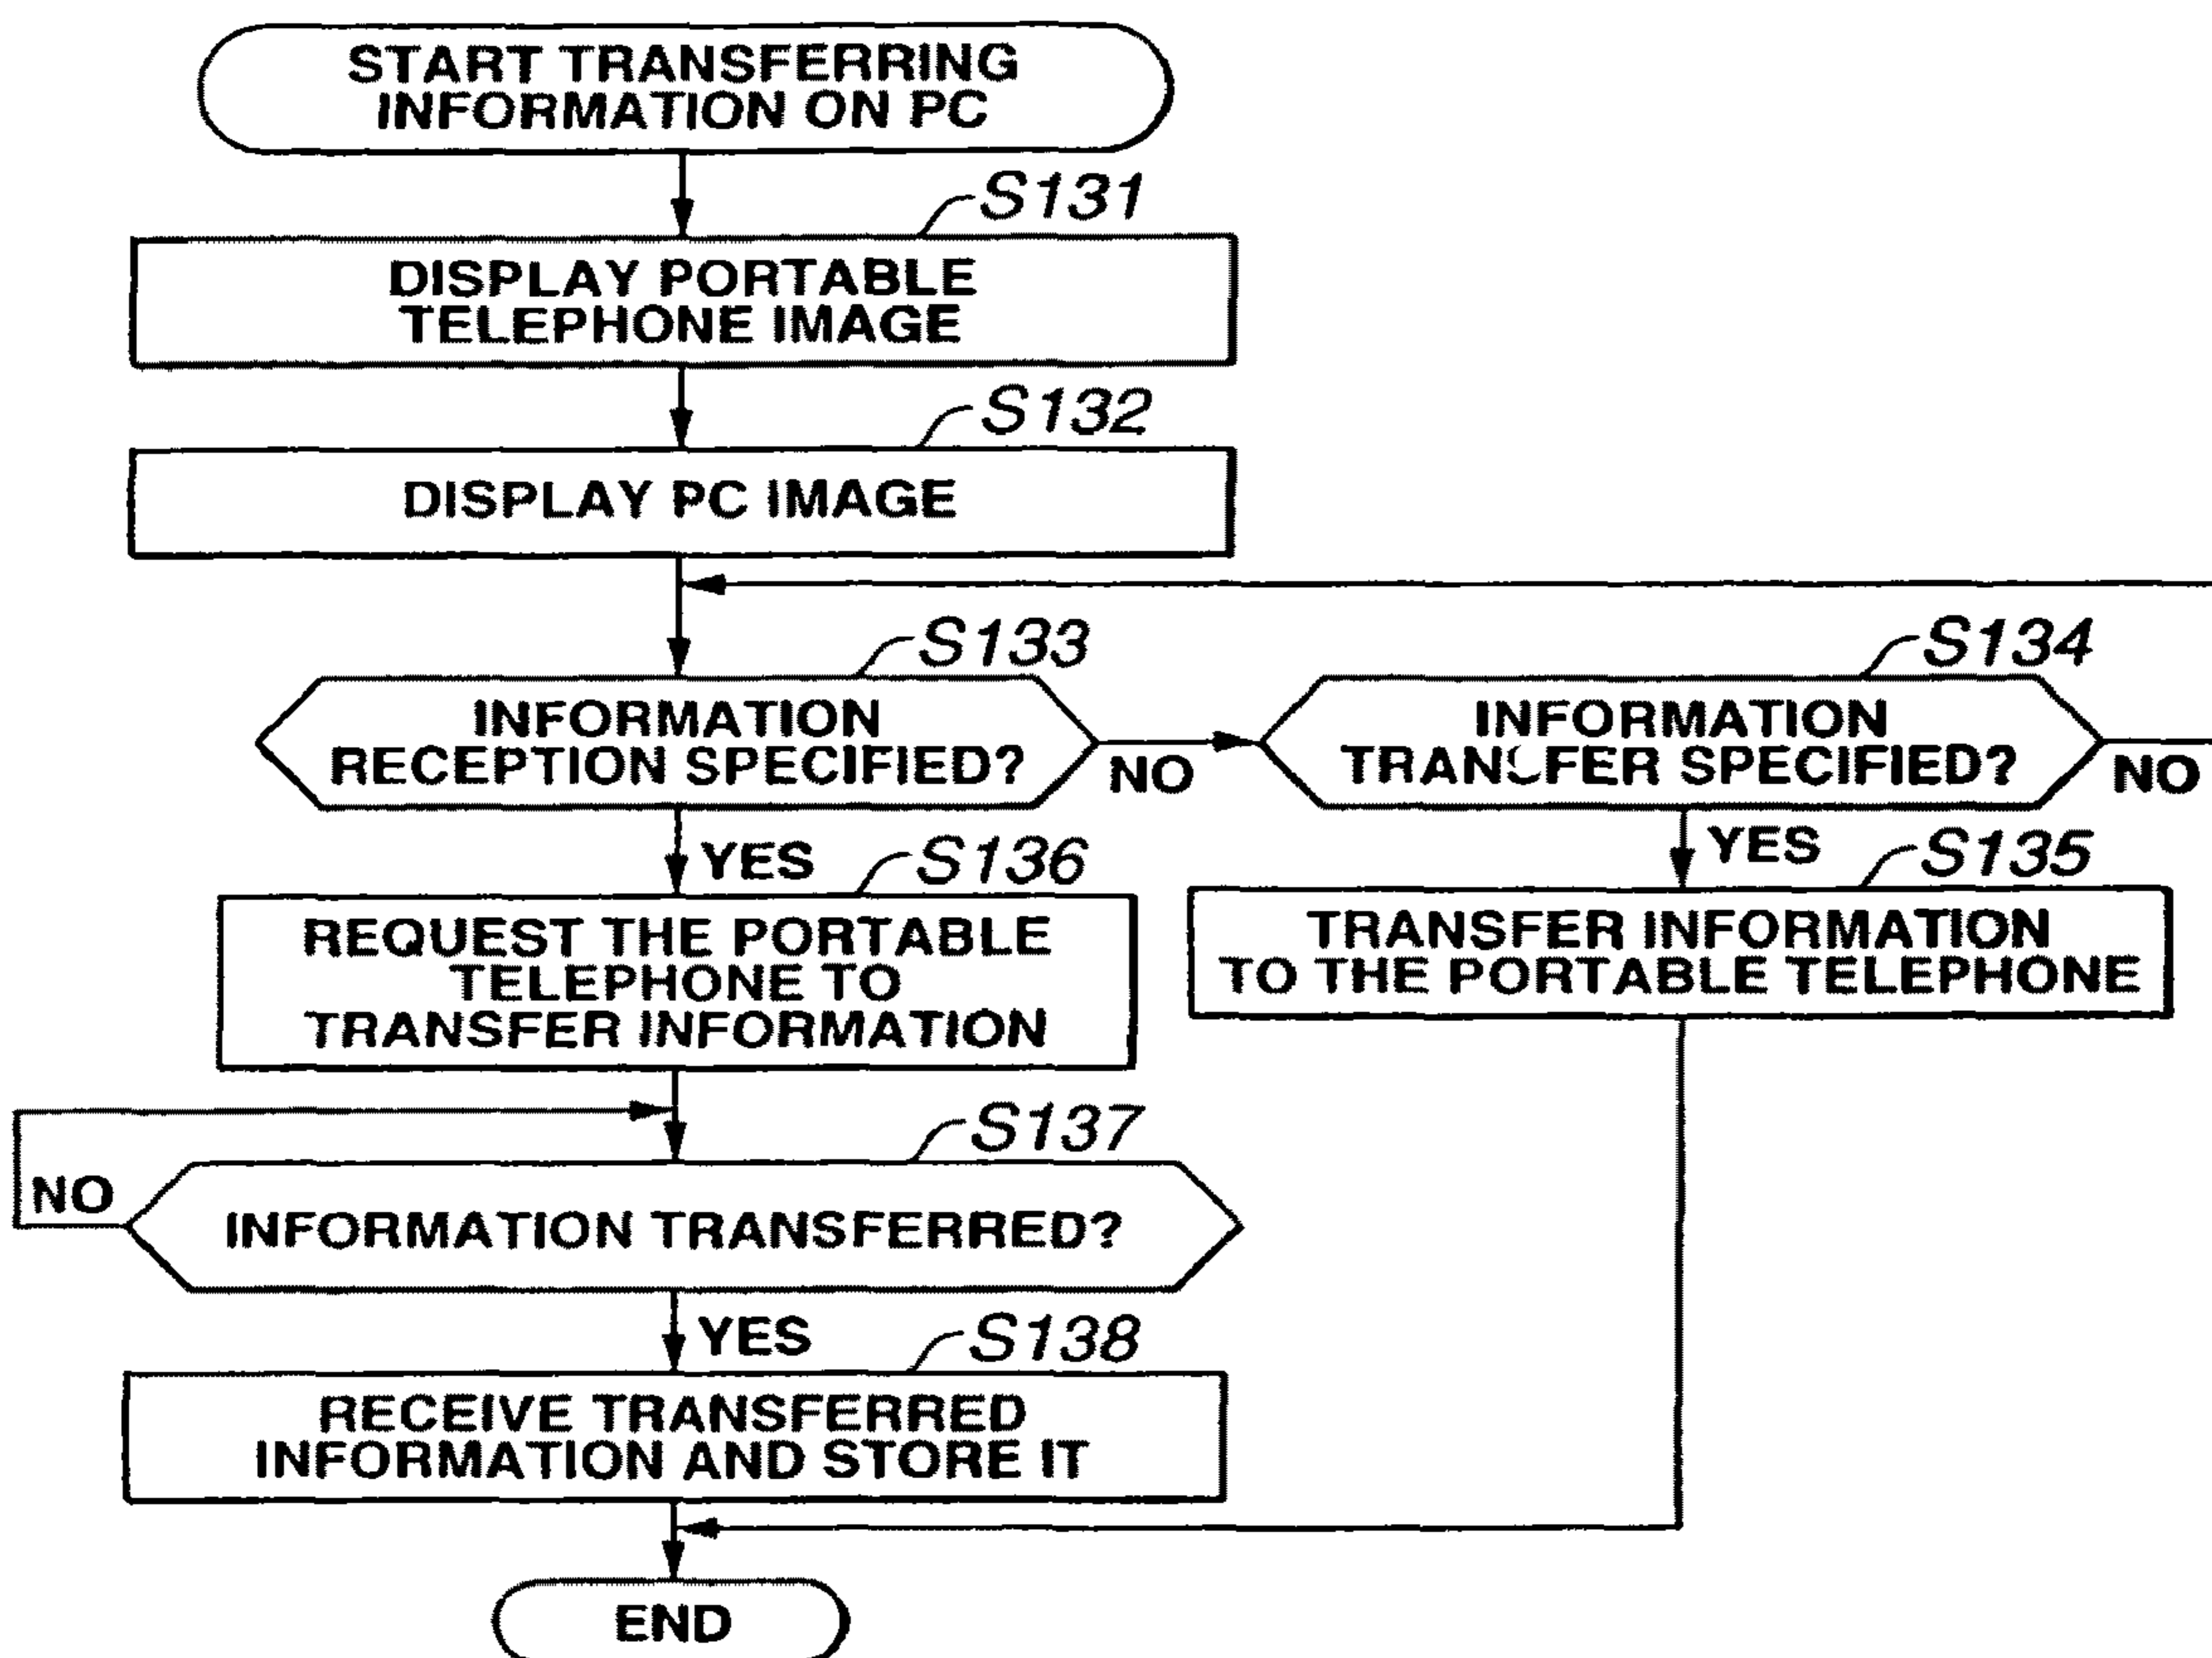 START TRANSFERRING
INFORMATION ON PC
S131
DISPLAY PORTABLE
TELEPHONE IMAGE
S132
DISPLAY PC IMAGE
S133
INFORMATION
RECEPTION SPECIFIED?
NO
S134
INFORMATION
TRANSFER SPECIFIED?
NO
YES
S136
REQUEST THE PORTABLE
TELEPHONE TO
TRANSFER INFORMATION
YES
S135
TRANSFER INFORMATION
TO THE PORTABLE TELEPHONE
S137
NO
INFORMATION TRANSFERRED?
YES
S138
RECEIVE TRANSFERRED
INFORMATION AND STORE IT
END